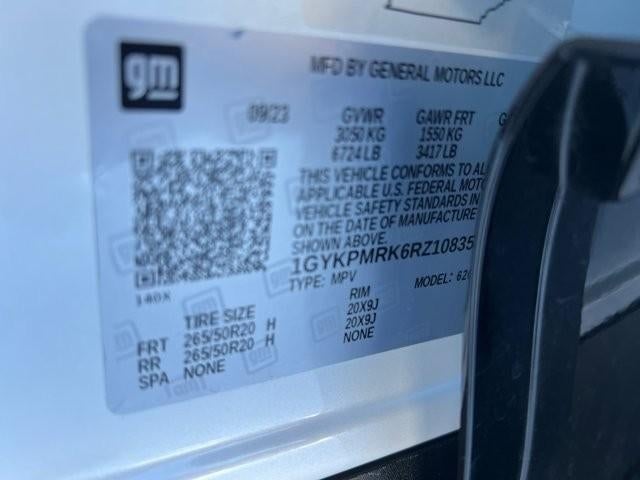 gm
MFD BY GENERAL MOTORS LLC
09/23 GVWR GAWR FRT
3050 KG 1550 KG
6724 LB 3417 LB
THIS VEHICLE CONFORMS TO AL
APPLICABLE U.S. FEDERAL MOTO
VEHICLE SAFETY STANDARDS IN
ON THE DATE OF MANUFACTURE
SHOWN ABOVE.
1GYKPMRK6RZ10835
TYPE: MPV MODEL: 62
140X
TIRE SIZE RIM
FRT 265/50R20 H 20X9J
RR 265/50R20 H 20X9J
SPA NONE NONE